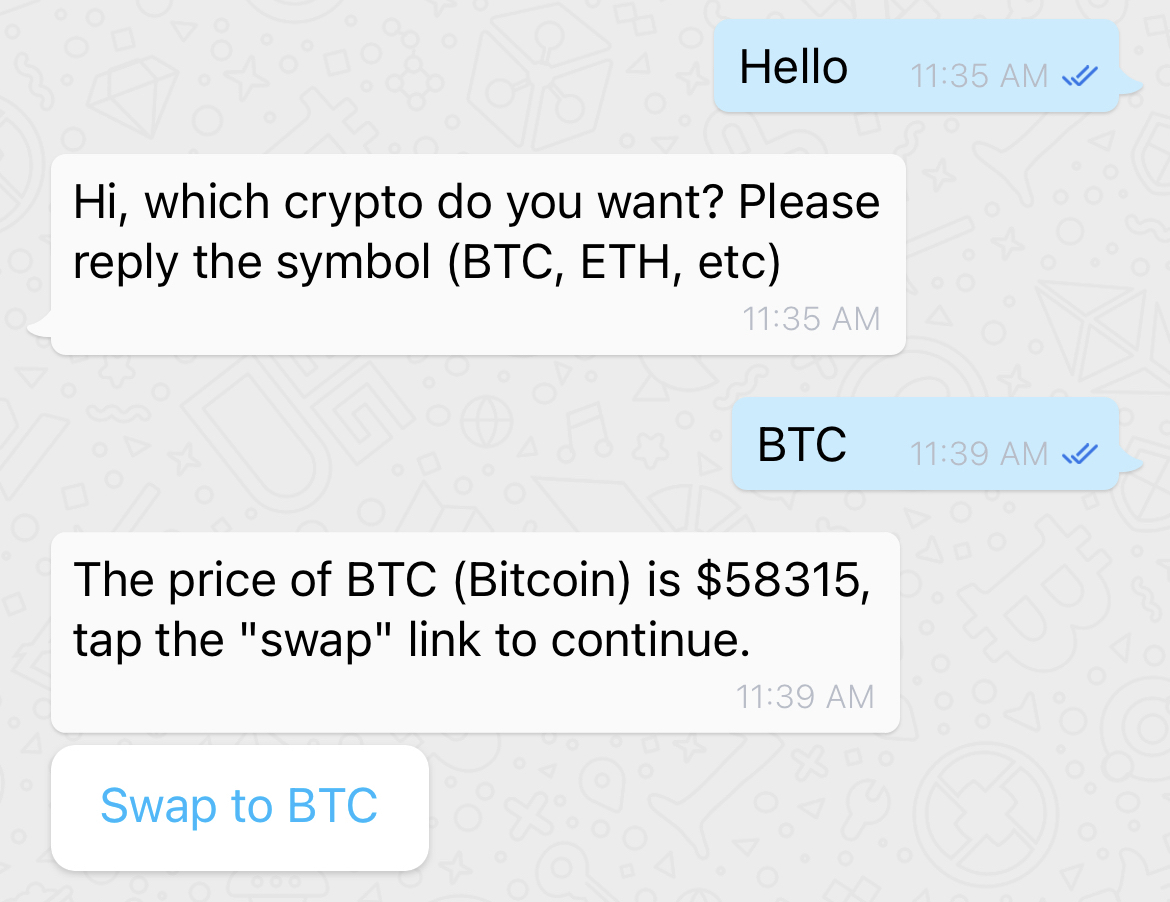 Hello 11:35 AM
Hi, which crypto do you want? Please
reply the symbol (BTC, ETH, etc)
11:35 AM
BTC 11:39 AM
The price of BTC (Bitcoin) is $58315,
tap the "swap" link to continue.
11:39 AM
Swap to BTC